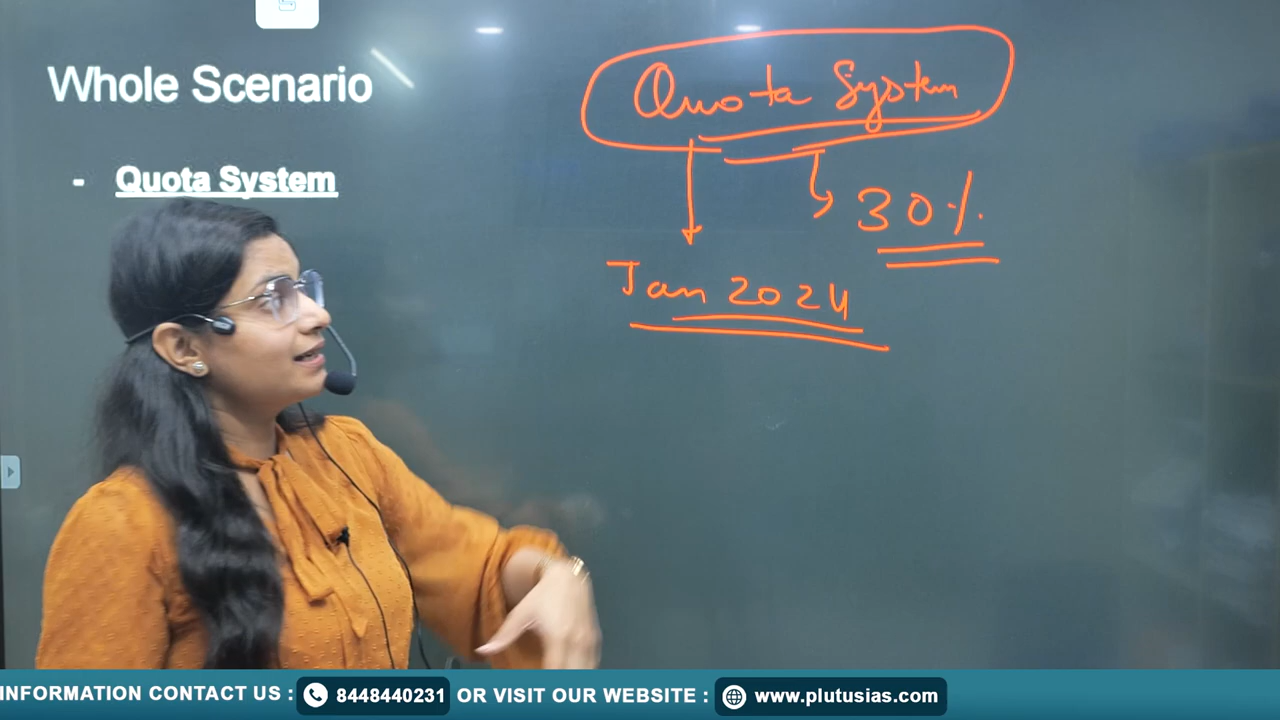 Whole Scenario
- Quota System
Quota System
30%
Jan 2024
INFORMATION CONTACT US : 8448440231 OR VISIT OUR WEBSITE : www.plutusias.com